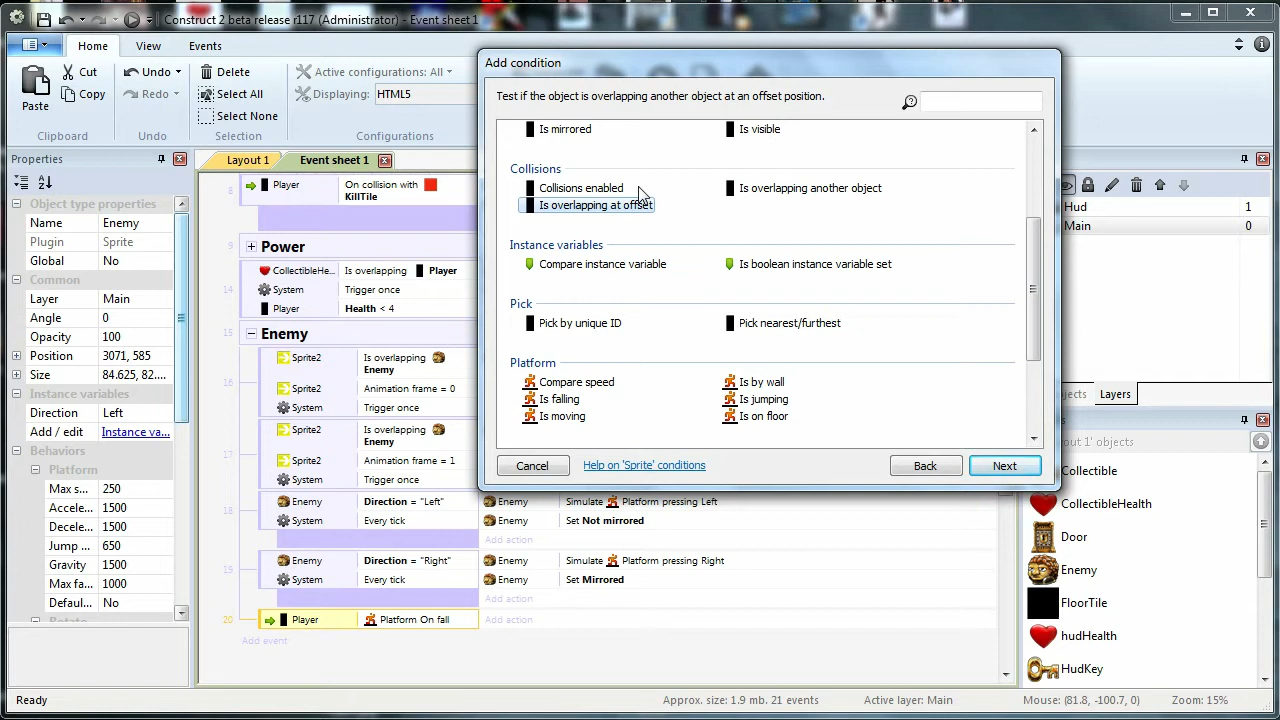 Construct 2 beta release r117 (Administrator) - Event sheet 1
Home
View
Events
Paste
Cut
Copy
Clipboard
Undo
Redo
Undo
Delete
Select All
Select None
Selection
Active configurations: All
Displaying: HTML5
Configurations
Properties
Object type properties
Name Enemy
Plugin Sprite
Global No
Common
Layer Main
Angle 0
Opacity 100
Position 3071, 585
Size 84.625, 82....
Instance variables
Direction Left
Add / edit Instance va...
Behaviors
Platform
Max s... 250
Accele... 1500
Decele... 1500
Jump ... 650
Gravity 1500
Max fa... 1000
Defaul... No
Layout 1
Event sheet 1
8
Player On collision with
KillTile
9
Power
CollectibleHe... Is overlapping Player
14
System Trigger once
Player Health < 4
15
Enemy
Sprite2 Is overlapping
Enemy
16
Sprite2 Animation frame = 0
System Trigger once
Sprite2 Is overlapping
Enemy
17
Sprite2 Animation frame = 1
System Trigger once
Enemy Direction = "Left" Enemy Simulate Platform pressing Left
18
System Every tick Enemy Set Not mirrored
Add action
Enemy Direction = "Right" Enemy Simulate Platform pressing Right
19
System Every tick Enemy Set Mirrored
Add action
20 Player Platform On fall Add action
Add event
Add condition
Test if the object is overlapping another object at an offset position.
Is mirrored Is visible
Collisions
Collisions enabled Is overlapping another object
Is overlapping at offset
Instance variables
Compare instance variable Is boolean instance variable set
Pick
Pick by unique ID Pick nearest/furthest
Platform
Compare speed Is by wall
Is falling Is jumping
Is moving Is on floor
Cancel
Help on 'Sprite' conditions
Back
Next
Hud 1
Main 0
jects
Layers
out 1' objects
Collectible
CollectibleHealth
Door
Enemy
FloorTile
hudHealth
HudKey
Ready
Approx. size: 1.9 mb. 21 events
Active layer: Main
Mouse: (81.8, -100.7, 0)
Zoom: 15%